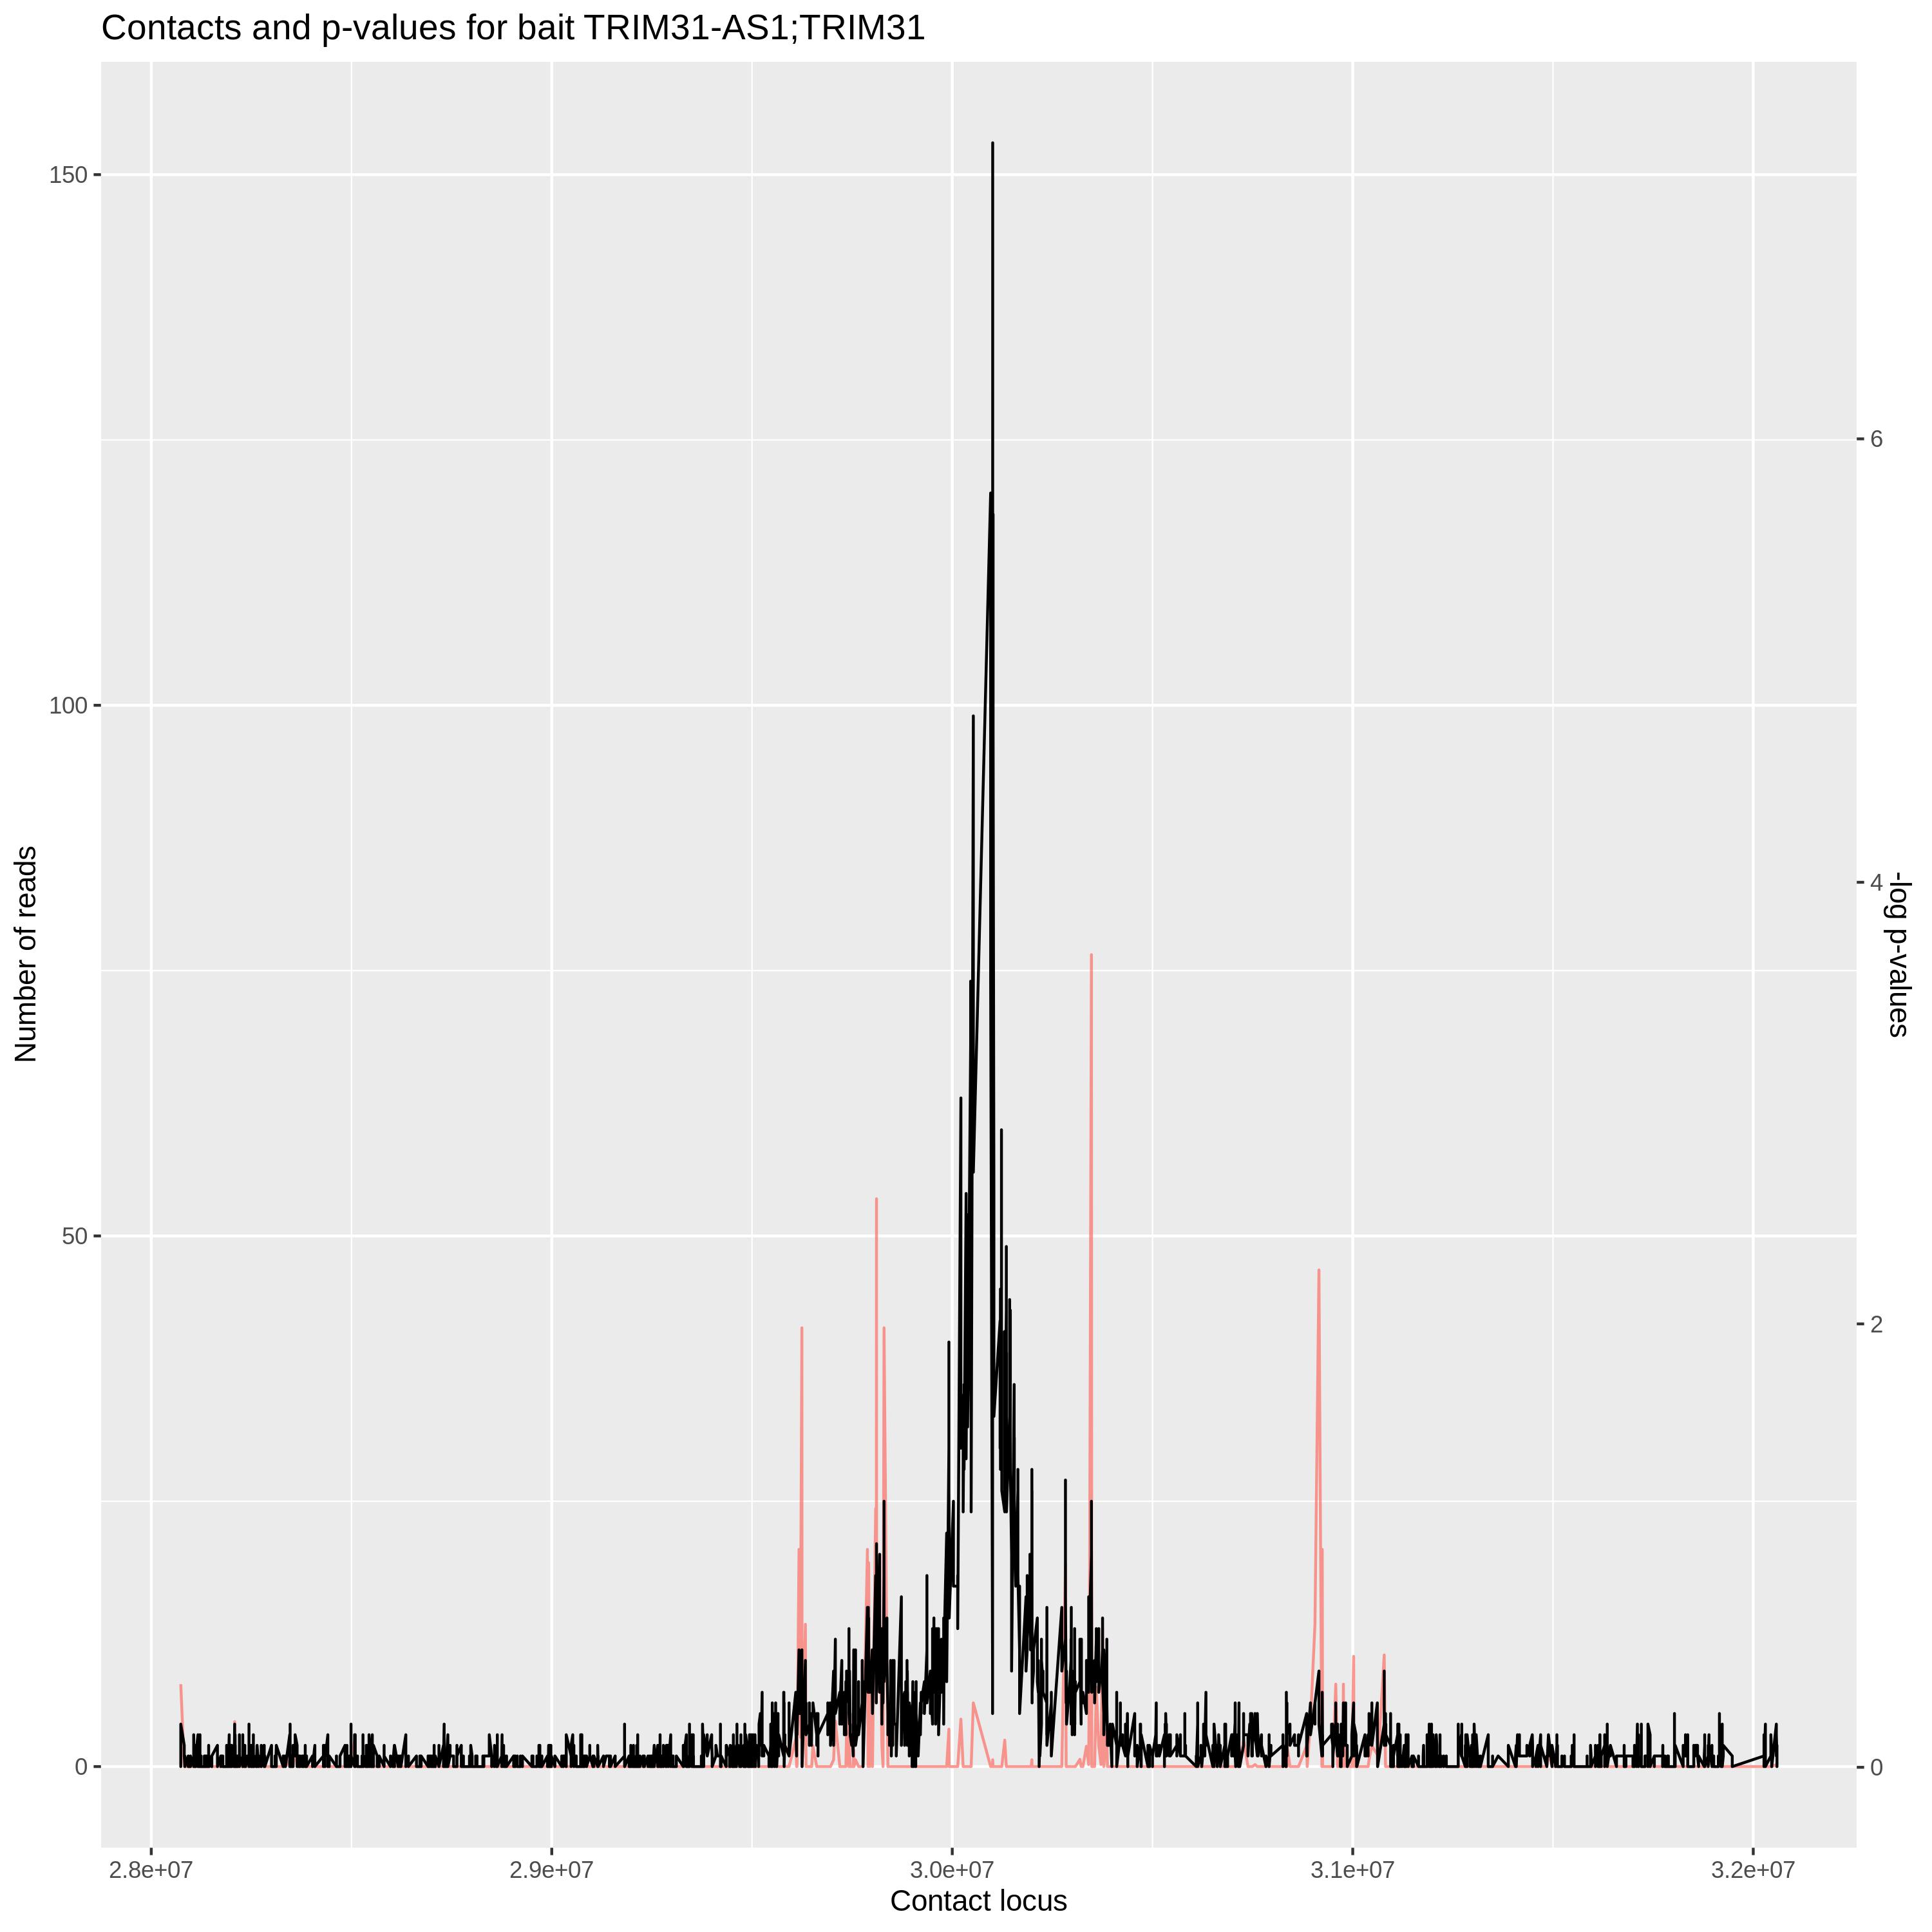 Contacts and p-values for bait TRIM31-AS1;TRIM31
150
100
50
0
Number of reads
6
4
2
0
-log p-values
2.8e+07
2.9e+07
3.0e+07
3.1e+07
3.2e+07
Contact locus